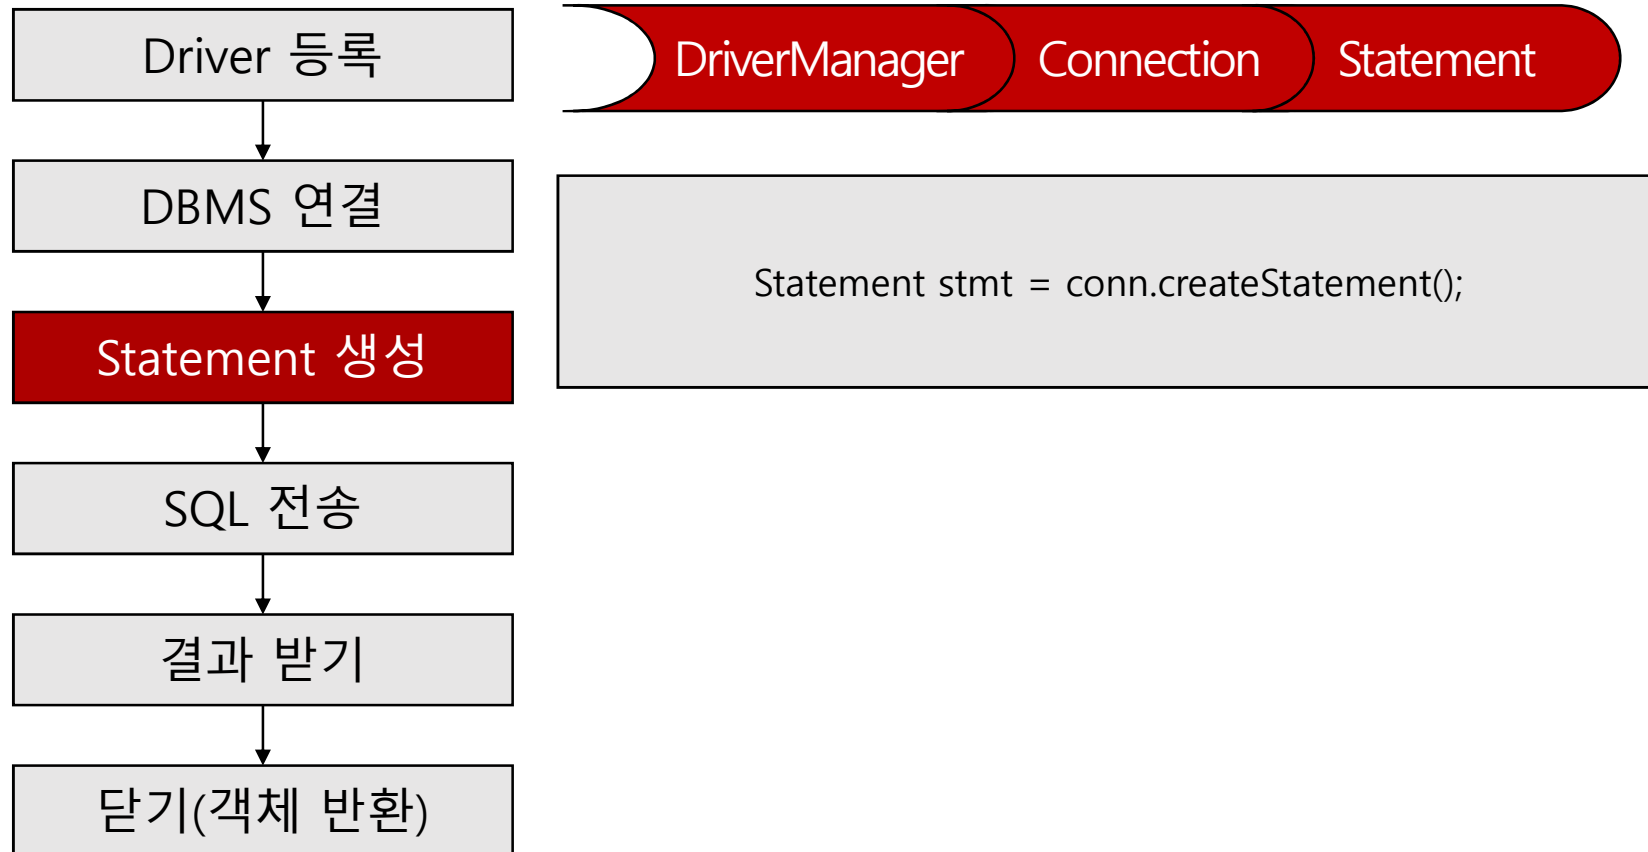 Driver 등록
DBMS 연결
Statement 생성
SQL 전송
결과 받기
닫기(객체 반환)
DriverManager
Connection
Statement
Statement stmt = conn.createStatement();